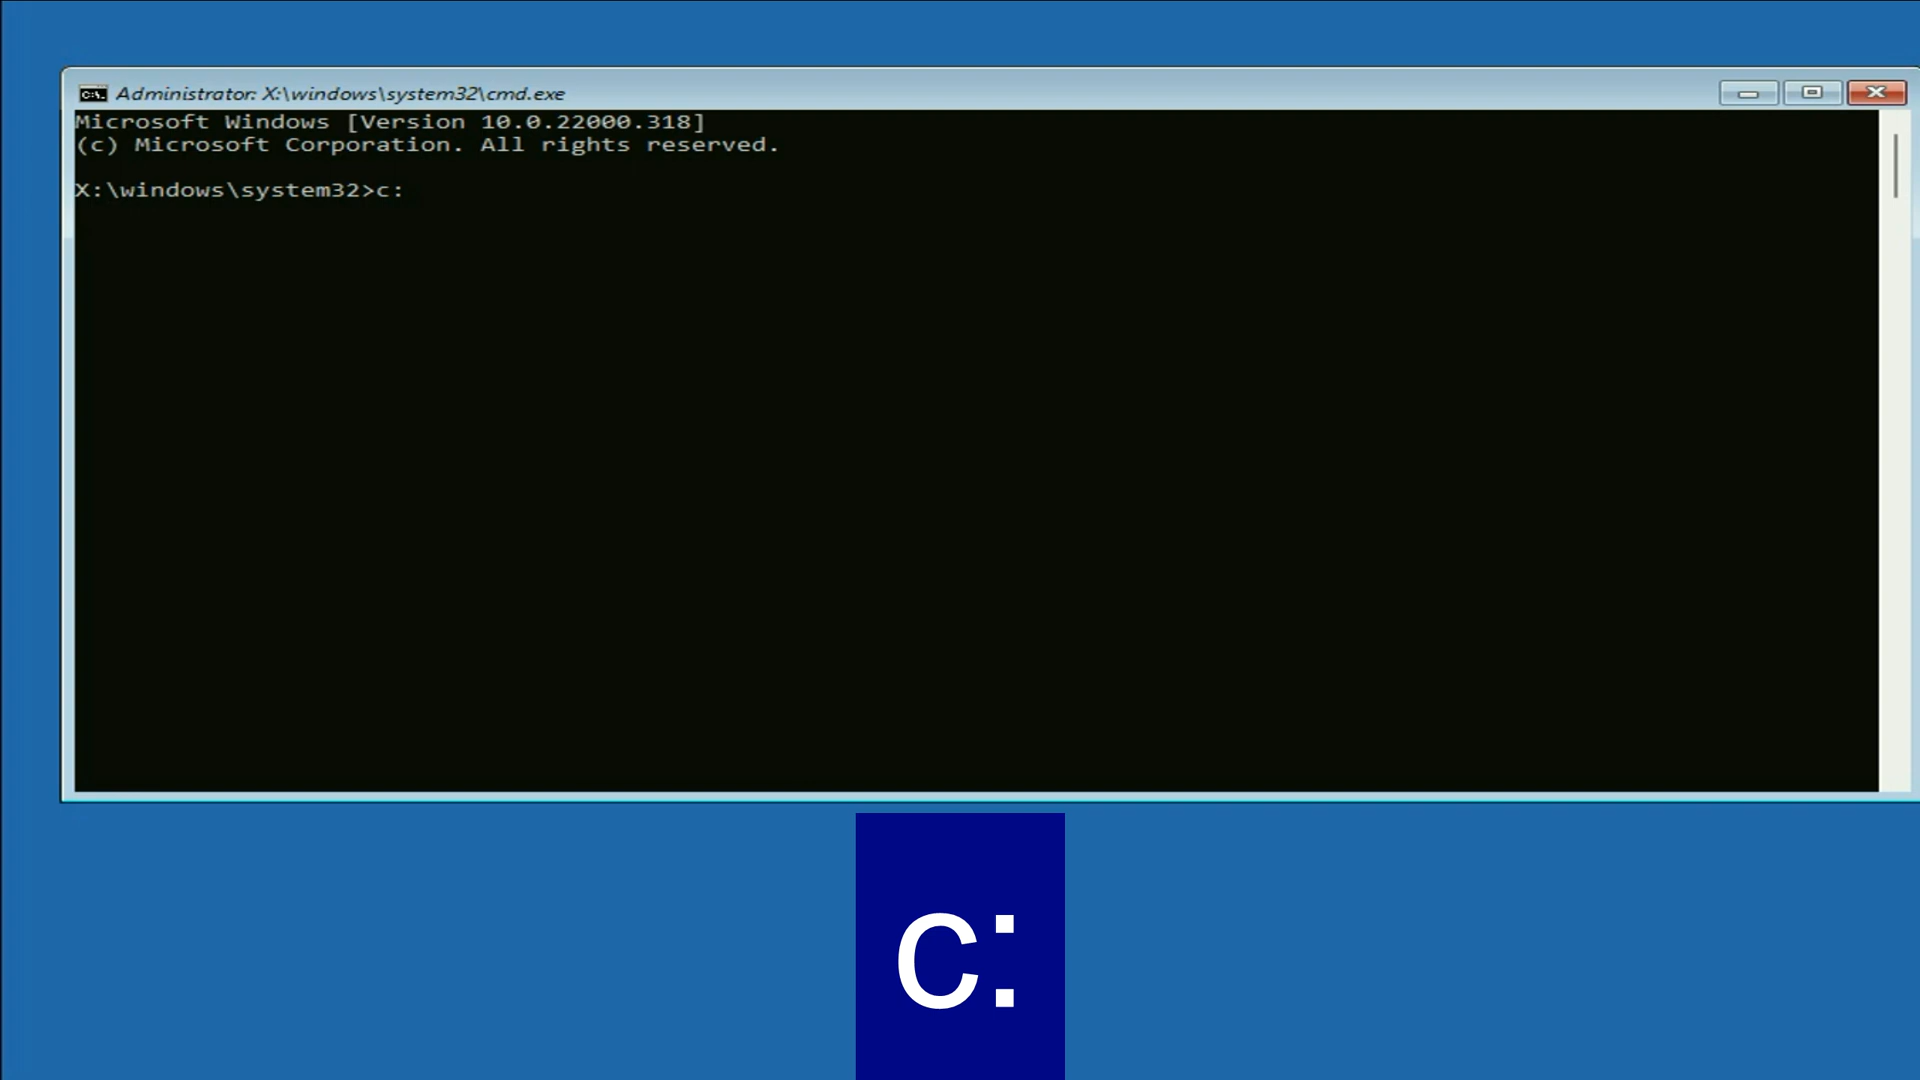 Administrator: X:\windows\system32\cmd.exe
Microsoft Windows [Version 10.0.22000.318]
(c) Microsoft Corporation. All rights reserved.
X:\windows\system32>c:
c: